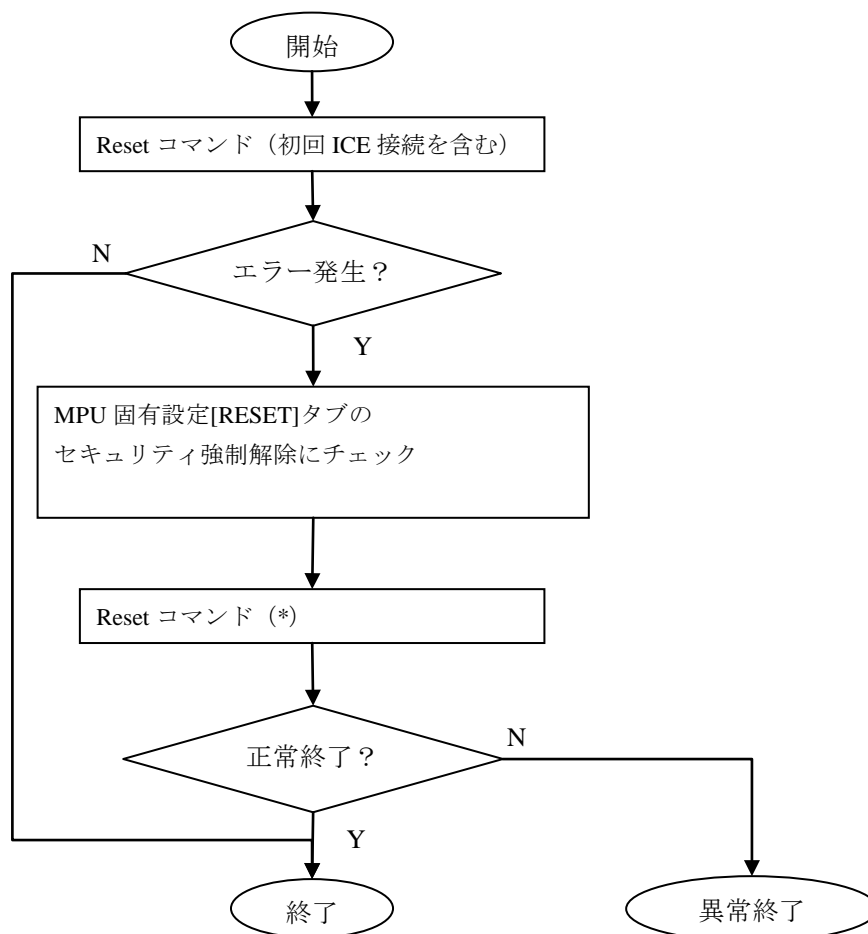 開始
Reset コマンド（初回 ICE 接続を含む）
N
エラー発生？
Y
MPU 固有設定[RESET]タブの
セキュリティ強制解除にチェック
Reset コマンド（*）
正常終了？
N
Y
終了
異常終了